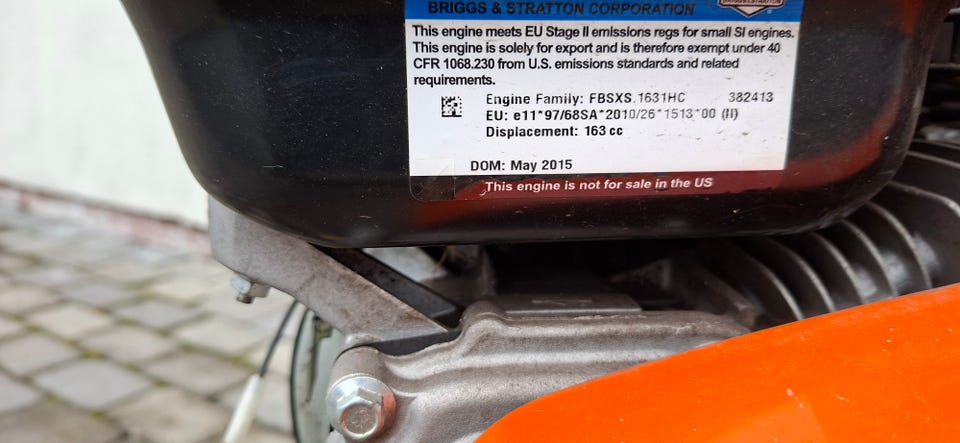 BRIGGS & STRATTON CORPORATION
BRIGGS&STRATTON
This engine meets EU Stage II emissions regs for small SI engines.
This engine is solely for export and is therefore exempt under 40
CFR 1068.230 from U.S. emissions standards and related
requirements.
Engine Family: FBSXS.1631HC 382413
EU: e11*97/68SA*2010/26*1513*00 (II)
Displacement: 163 cc
DOM: May 2015
This engine is not for sale in the US